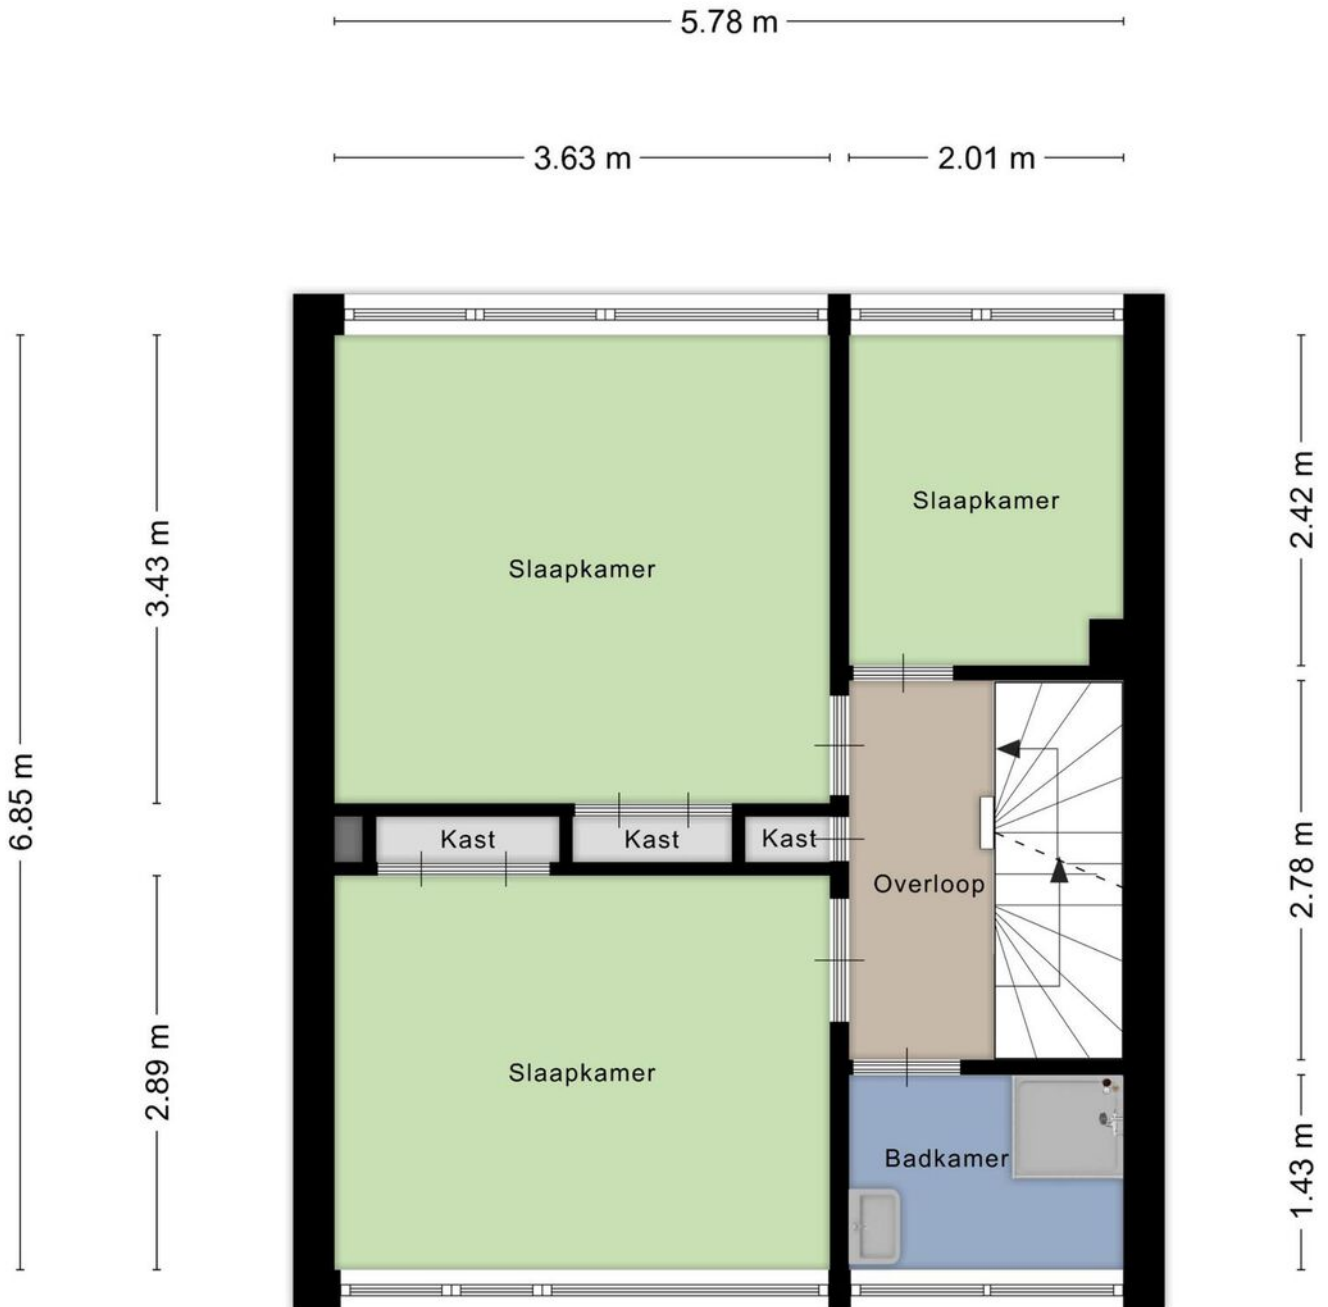 5.78 m
3.63 m
2.01 m
2.42 m
Slaapkamer
3.43 m
Slaapkamer
6.85 m
Kast
Kast
Kast
Overloop
2.78 m
Slaapkamer
2.89 m
Badkamer
1.43 m